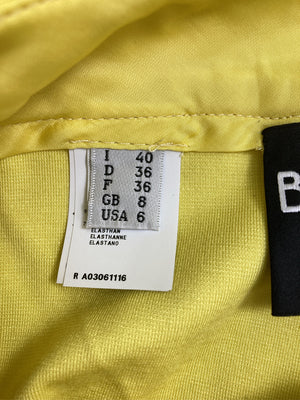 I 40
D 36
F 36
GB 8
USA 6
ELASTHAN
ELASTHANNE
ELASTANO
R A03061116
B